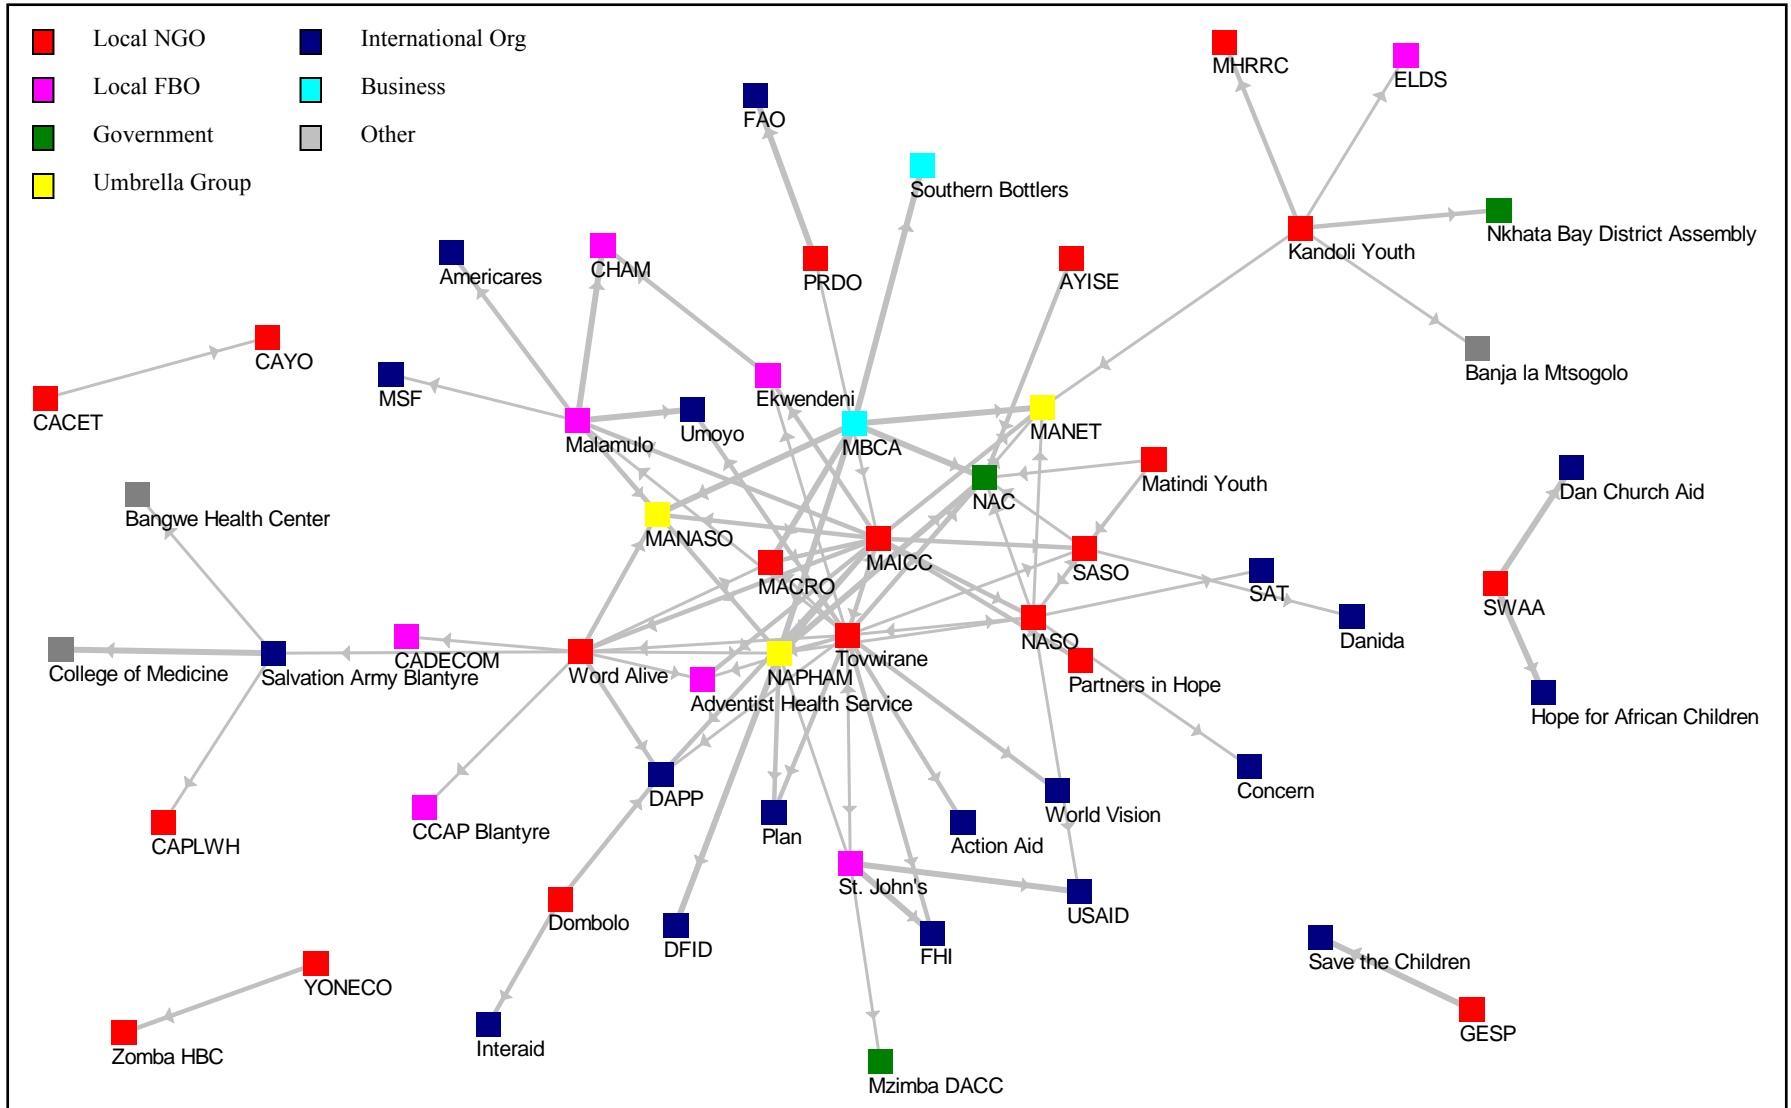 Local NGO
International Org
Local FBO
Business
Government
Other
Umbrella Group
MHRRC
ELDS
FAO
Southern Bottlers
Nkhata Bay District Assembly
Kandoli Youth
Americares
CHAM
PRDO
AYISE
CAYO
Banja la Mtsogolo
MSF
Ekwendeni
CACET
Malamulo
Umoyo
MBCA
MANET
Matindi Youth
Dan Church Aid
Bangwe Health Center
NAC
MANASO
MAICC
MACRO
SASO
SAT
SWAA
Danida
NASO
College of Medicine
Salvation Army Blantyre
CADECOM
Word Alive
NAPHAM
Tovwirane
Partners in Hope
Adventist Health Service
Hope for African Children
DAPP
Concern
World Vision
CAPLWH
CCAP Blantyre
Plan
Action Aid
St. John's
USAID
Dombolo
DFID
FHI
Save the Children
YONECO
GESP
Zomba HBC
Interaid
Mzimba DACC